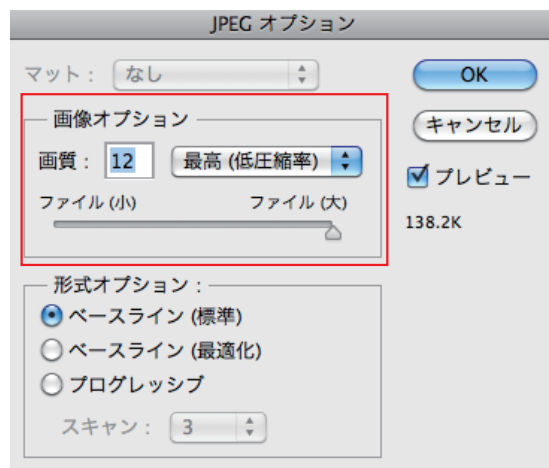 JPEG オプション
マット： なし
OK
画像オプション
キャンセル
画質： 12 最高 (低圧縮率)
プレビュー
ファイル (小) ファイル (大)
138.2K
形式オプション：
ベースライン (標準)
ベースライン (最適化)
プログレッシブ
スキャン： 3